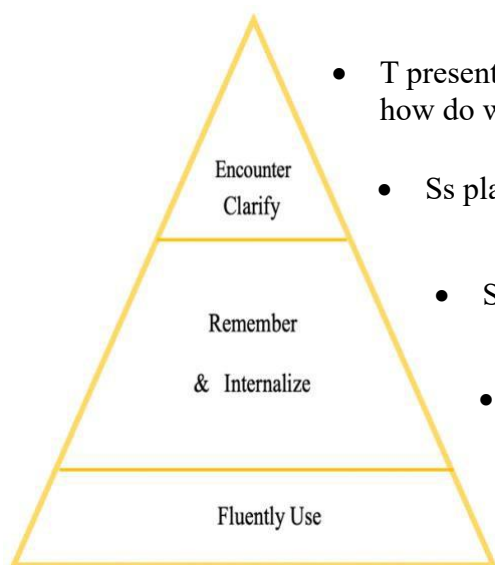 • T present
how do w
Encounter
Clarify
• Ss pla
• S
Remember
& Internalize
•
Fluently Use